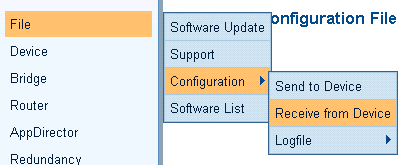 File
Device
Bridge
Router
AppDirector
Redundancy
Software Update
Support
Configuration
Software List
onfiguration File
Send to Device
Receive from Device
Logfile